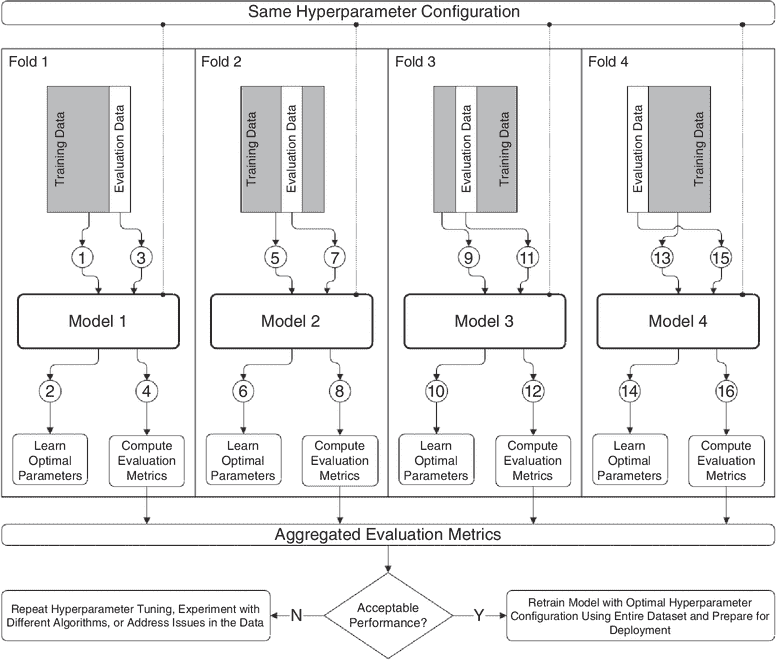 Same Hyperparameter Configuration
Fold 1
Training Data
Evaluation Data
1
3
Model 1
2
4
Learn
Optimal
Parameters
Compute
Evaluation
Metrics
Fold 2
Training Data
Evaluation Data
5
7
Model 2
6
8
Learn
Optimal
Parameters
Compute
Evaluation
Metrics
Fold 3
Evaluation Data
Training Data
9
11
Model 3
10
12
Learn
Optimal
Parameters
Compute
Evaluation
Metrics
Fold 4
Evaluation Data
Training Data
13
15
Model 4
14
16
Learn
Optimal
Parameters
Compute
Evaluation
Metrics
Aggregated Evaluation Metrics
Repeat Hyperparameter Tuning, Experiment with
Different Algorithms, or Address Issues in the Data
N
Acceptable
Performance?
Y
Retrain Model with Optimal Hyperparameter
Configuration Using Entire Dataset and Prepare for
Deployment